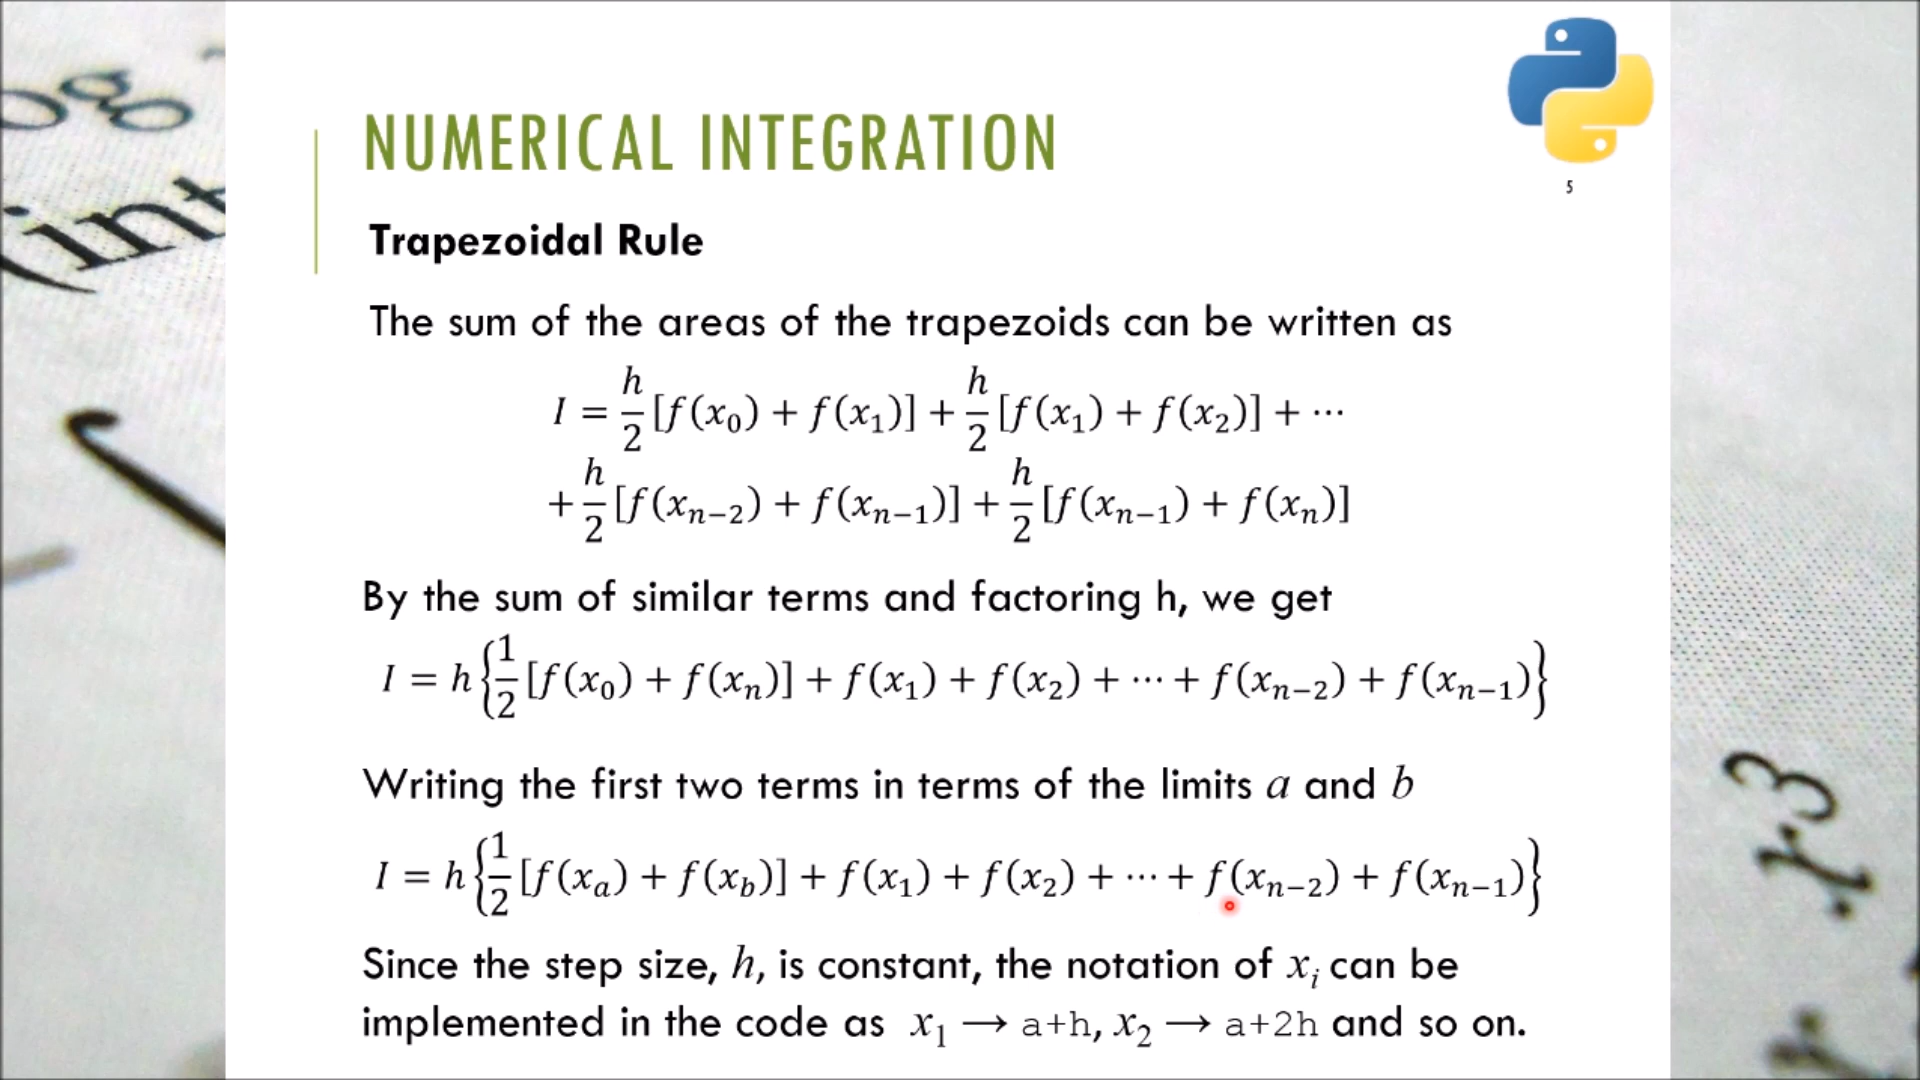 og
(int
NUMERICAL INTEGRATION
5
Trapezoidal Rule
The sum of the areas of the trapezoids can be written as
I = h/2 [f(x₀) + f(x₁)] + h/2 [f(x₁) + f(x₂)] + ⋯
+ h/2 [f(xₙ₋₂) + f(xₙ₋₁)] + h/2 [f(xₙ₋₁) + f(xₙ)]
By the sum of similar terms and factoring h, we get
I = h{1/2 [f(x₀) + f(xₙ)] + f(x₁) + f(x₂) + ⋯ + f(xₙ₋₂) + f(xₙ₋₁)}
Writing the first two terms in terms of the limits a and b
I = h{1/2 [f(x_a) + f(x_b)] + f(x₁) + f(x₂) + ⋯ + f(xₙ₋₂) + f(xₙ₋₁)}
Since the step size, h, is constant, the notation of xᵢ can be
implemented in the code as x₁ → a+h, x₂ → a+2h and so on.